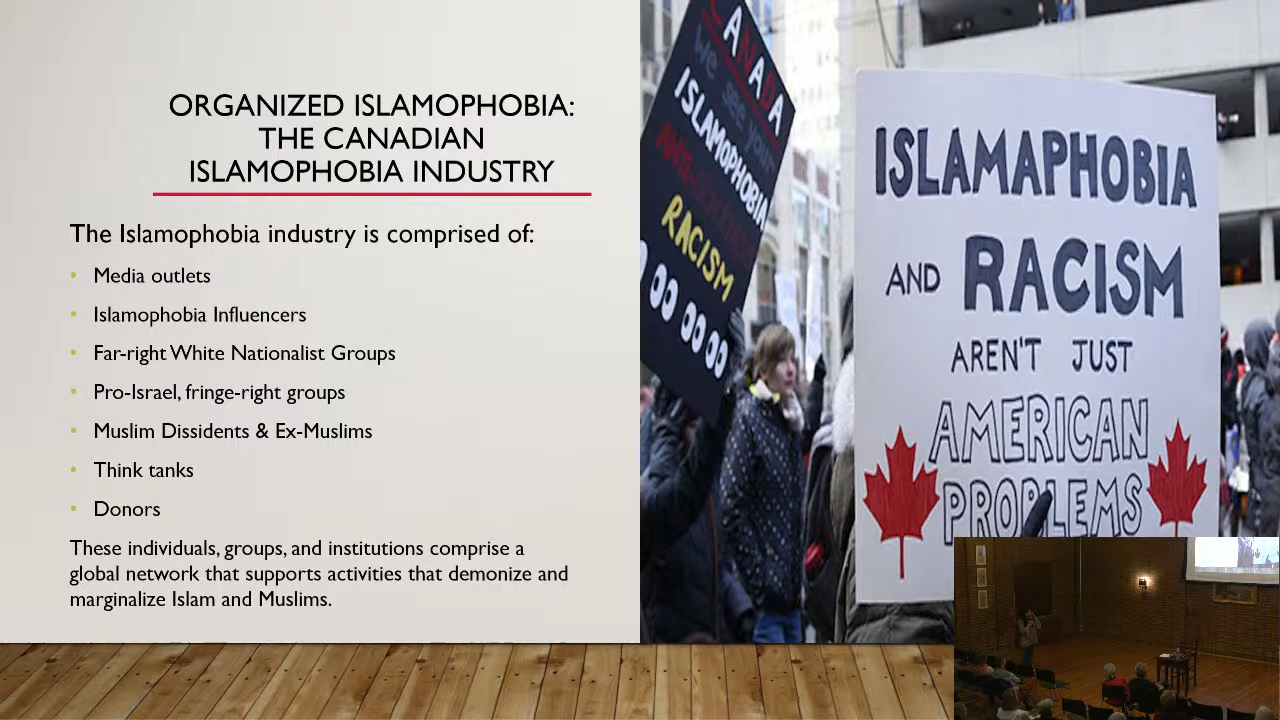 ORGANIZED ISLAMOPHOBIA:
THE CANADIAN
ISLAMOPHOBIA INDUSTRY
The Islamophobia industry is comprised of:
• Media outlets
• Islamophobia Influencers
• Far-right White Nationalist Groups
• Pro-Israel, fringe-right groups
• Muslim Dissidents & Ex-Muslims
• Think tanks
• Donors
These individuals, groups, and institutions comprise a
global network that supports activities that demonize and
marginalize Islam and Muslims.
CANADA
we see your
ISLAMOPHOBIA
RACISM
ISLAMAPHOBIA
AND RACISM
AREN'T JUST
AMERICAN
PROBLEMS